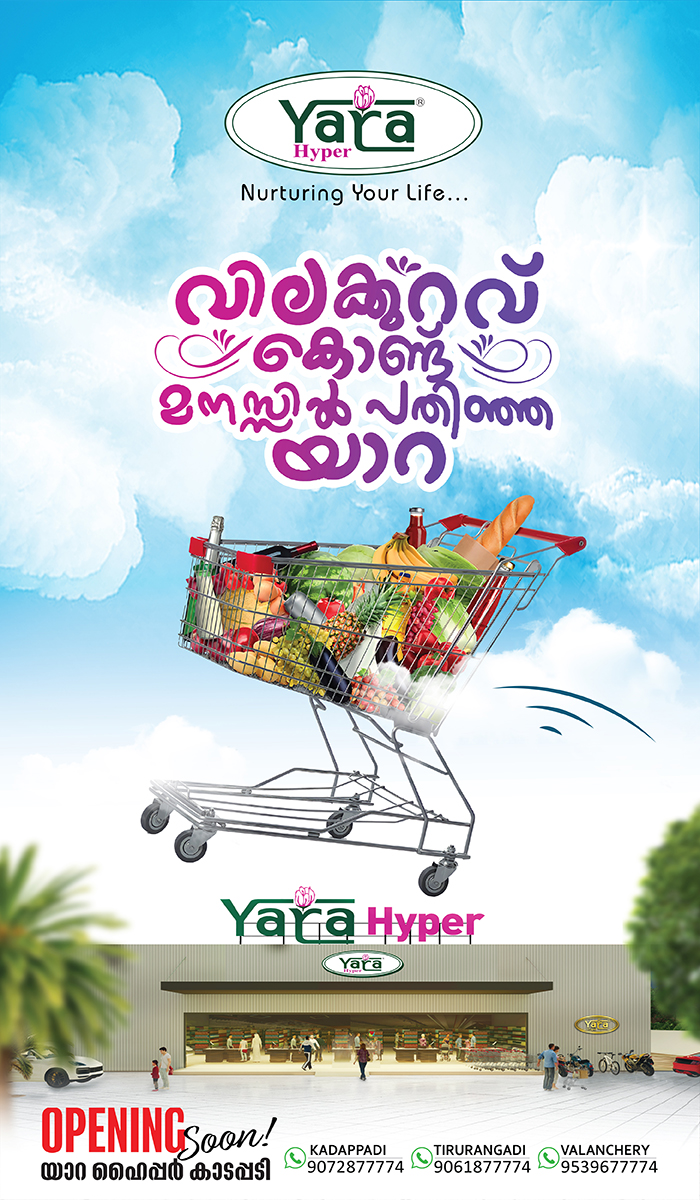 Yara®
Hyper
Nurturing Your Life...
വിലക്കുറവ്
കൊണ്ട്
മനസ്സിൽ പതിഞ്ഞ
യാറ
Yara Hyper
Yara
Hyper
Yara
OPENING Soon!
യാറ ഹൈപ്പർ കാടപ്പടി
KADAPPADI
9072877774
TIRURANGADI
9061877774
VALANCHERY
9539677774